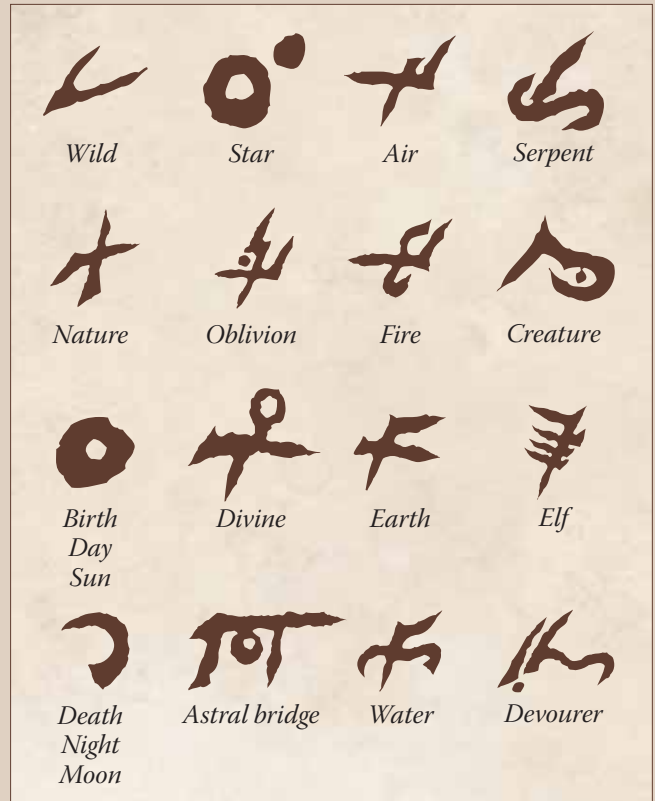 Wild
Star
Air
Serpent
Nature
Oblivion
Fire
Creature
Birth
Day
Sun
Divine
Earth
Elf
Death
Night
Moon
Astral bridge
Water
Devourer